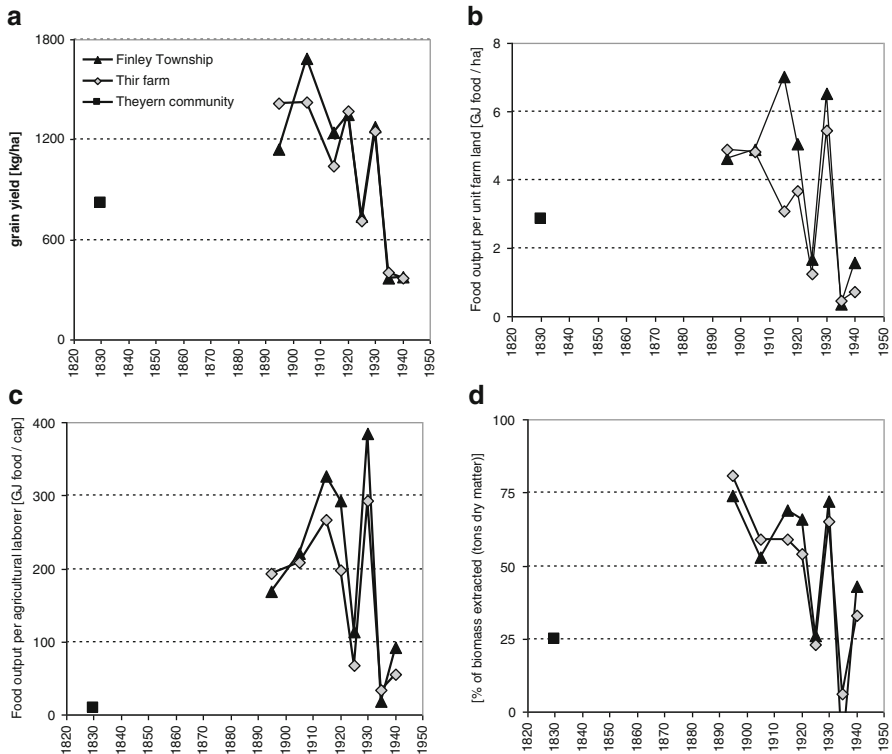 a
grain yield [kg/ha]
1800
1200
600
0
Finley Township
Thir farm
Theyern community
1820 1830 1840 1850 1860 1870 1880 1890 1900 1910 1920 1930 1940 1950
b
Food output per unit farm land [GJ food / ha]
8
6
4
2
0
1820 1830 1840 1850 1860 1870 1880 1890 1900 1910 1920 1930 1940 1950
c
Food output per agricultural laborer [GJ food / cap]
400
300
200
100
0
1820 1830 1840 1850 1860 1870 1880 1890 1900 1910 1920 1930 1940 1950
d
[% of biomass extracted (tons dry matter)]
100
75
50
25
0
1820 1830 1840 1850 1860 1870 1880 1890 1900 1910 1920 1930 1940 1950